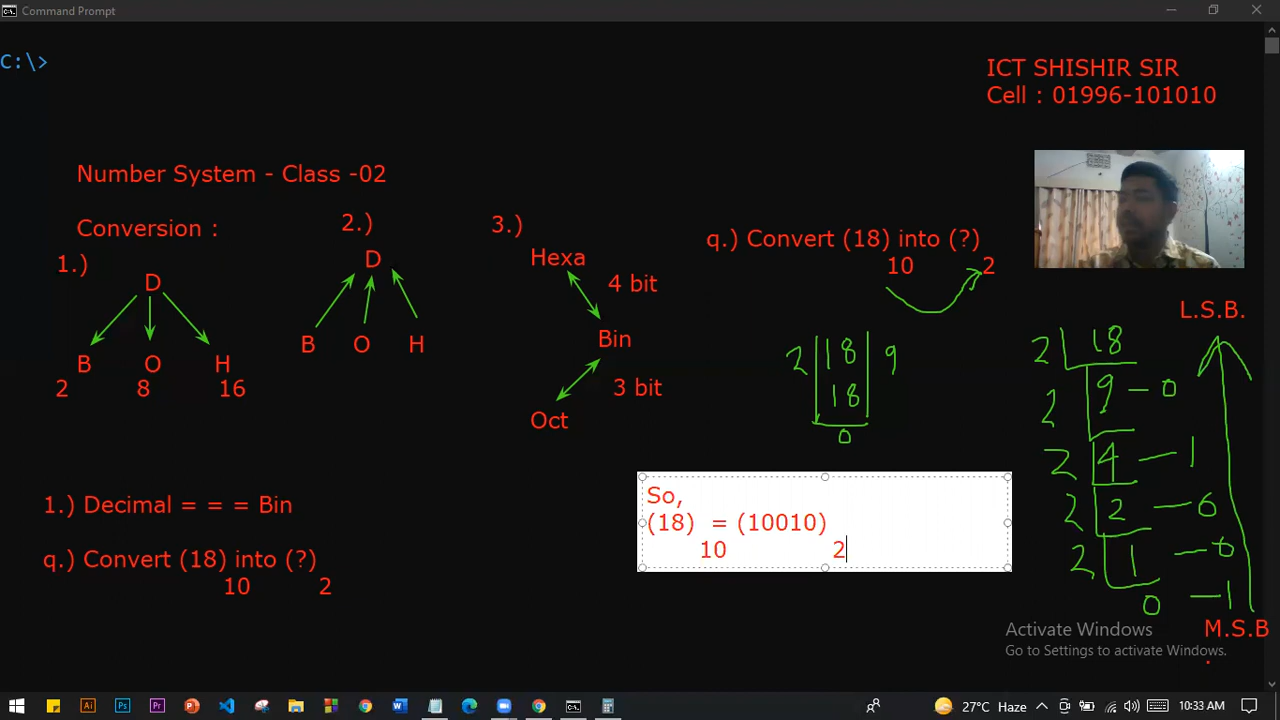 Command Prompt
C:\>
ICT SHISHIR SIR
Cell : 01996-101010
Number System - Class -02
Conversion :
1.)
D
B O H
2 8 16
2.)
D
B O H
3.)
Hexa
4 bit
Bin
3 bit
Oct
q.) Convert (18) into (?)
10 2
2 18 9
18
0
L.S.B.
2 18
2 9 - 0
2 4 - 1
2 2 - 0
2 1 - 0
0 - 1
M.S.B
.
1.) Decimal = = = Bin
q.) Convert (18) into (?)
10 2
So,
(18) = (10010)
10 2
Activate Windows
Go to Settings to activate Windows.
27°C Haze
10:33 AM